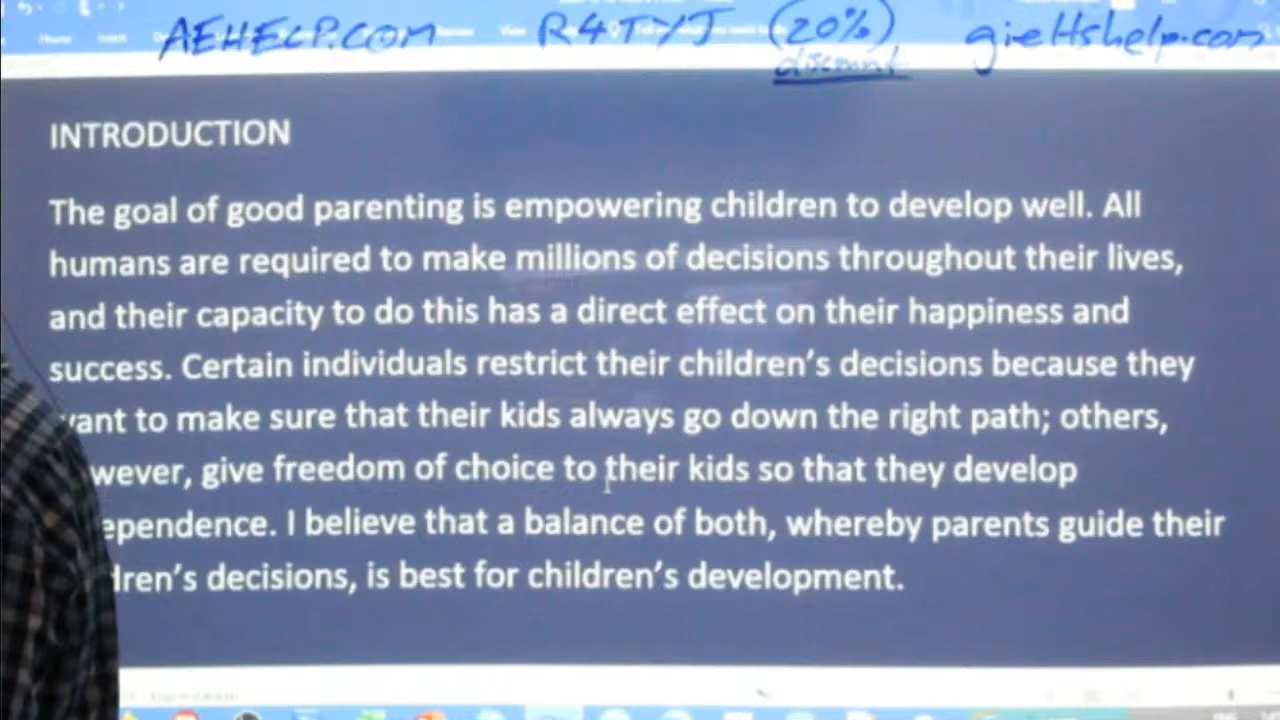 AEHELP.COM R4TYJ (20%) gieltshelp.com
discount
Home Insert
INTRODUCTION
The goal of good parenting is empowering children to develop well. All
humans are required to make millions of decisions throughout their lives,
and their capacity to do this has a direct effect on their happiness and
success. Certain individuals restrict their children’s decisions because they
want to make sure that their kids always go down the right path; others,
wever, give freedom of choice to their kids so that they develop
ependence. I believe that a balance of both, whereby parents guide their
dren’s decisions, is best for children’s development.